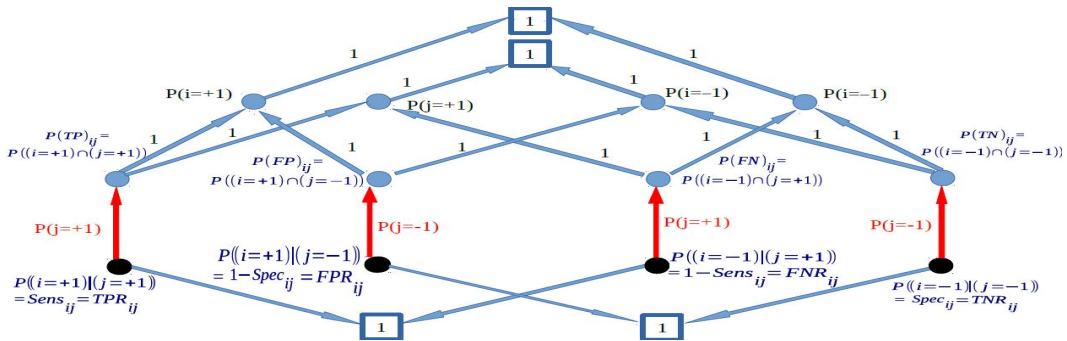 1
1
1
1
1
1
P(i=+1)
P(j=+1)
P(i=−1)
P(i=−1)
P(TP)ij=
P((i=+1)∩(j=+1))
1
1
P(FP)ij=
P((i=+1)∩(j=−1))
1
1
1
P(FN)ij=
P((i=−1)∩(j=+1))
1
1
1
P(TN)ij=
P((i=−1)∩(j=−1))
P(j=+1)
P(j=-1)
P(j=+1)
P(j=-1)
P((i=+1)|(j=+1))
=Sensij=TPRij
P((i=+1)|(j=−1))
=1−Specij=FPRij
P((i=−1)|(j=+1))
=1−Sensij=FNRij
P((i=−1)|(j=−1))
=Specij=TNRij
1
1